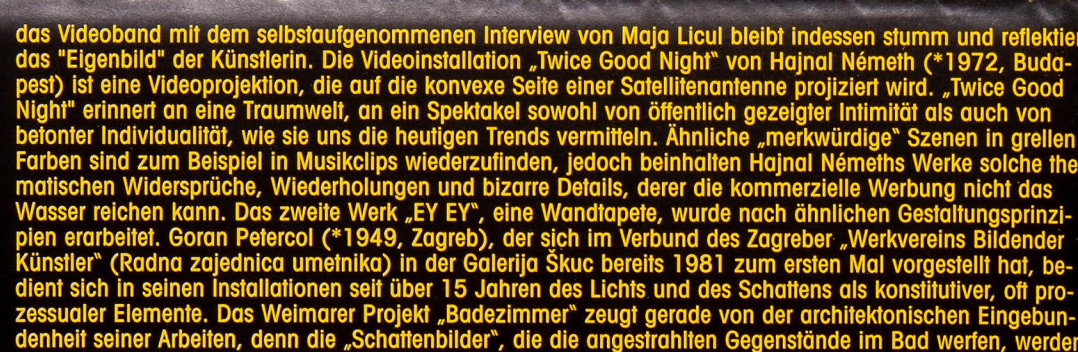 das Videoband mit dem selbstaufgenommenen Interview von Maja Licul bleibt indessen stumm und reflektier
das "Eigenbild" der Künstlerin. Die Videoinstallation „Twice Good Night“ von Hajnal Németh (*1972, Buda-
pest) ist eine Videoprojektion, die auf die konvexe Seite einer Satellitenantenne projiziert wird. „Twice Good
Night" erinnert an eine Traumwelt, an ein Spektakel sowohl von öffentlich gezeigter Intimität als auch von
betonter Individualität, wie sie uns die heutigen Trends vermitteln. Ähnliche „merkwürdige“ Szenen in grellen
Farben sind zum Beispiel in Musikclips wiederzufinden, jedoch beinhalten Hajnal Némeths Werke solche the
matischen Widersprüche, Wiederholungen und bizarre Details, derer die kommerzielle Werbung nicht das
Wasser reichen kann. Das zweite Werk „EY EY“, eine Wandtapete, wurde nach ähnlichen Gestaltungsprinzi-
pien erarbeitet. Goran Petercol (*1949, Zagreb), der sich im Verbund des Zagreber „Werkvereins Bildender
Künstler“ (Radna zajednica umetnika) in der Galerija Škuc bereits 1981 zum ersten Mal vorgestellt hat, be-
dient sich in seinen Installationen seit über 15 Jahren des Lichts und des Schattens als konstitutiver, oft pro-
zessualer Elemente. Das Weimarer Projekt „Badezimmer“ zeugt gerade von der architektonischen Eingebun-
denheit seiner Arbeiten, denn die „Schattenbilder“, die die angestrahlten Gegenstände im Bad werfen, werden